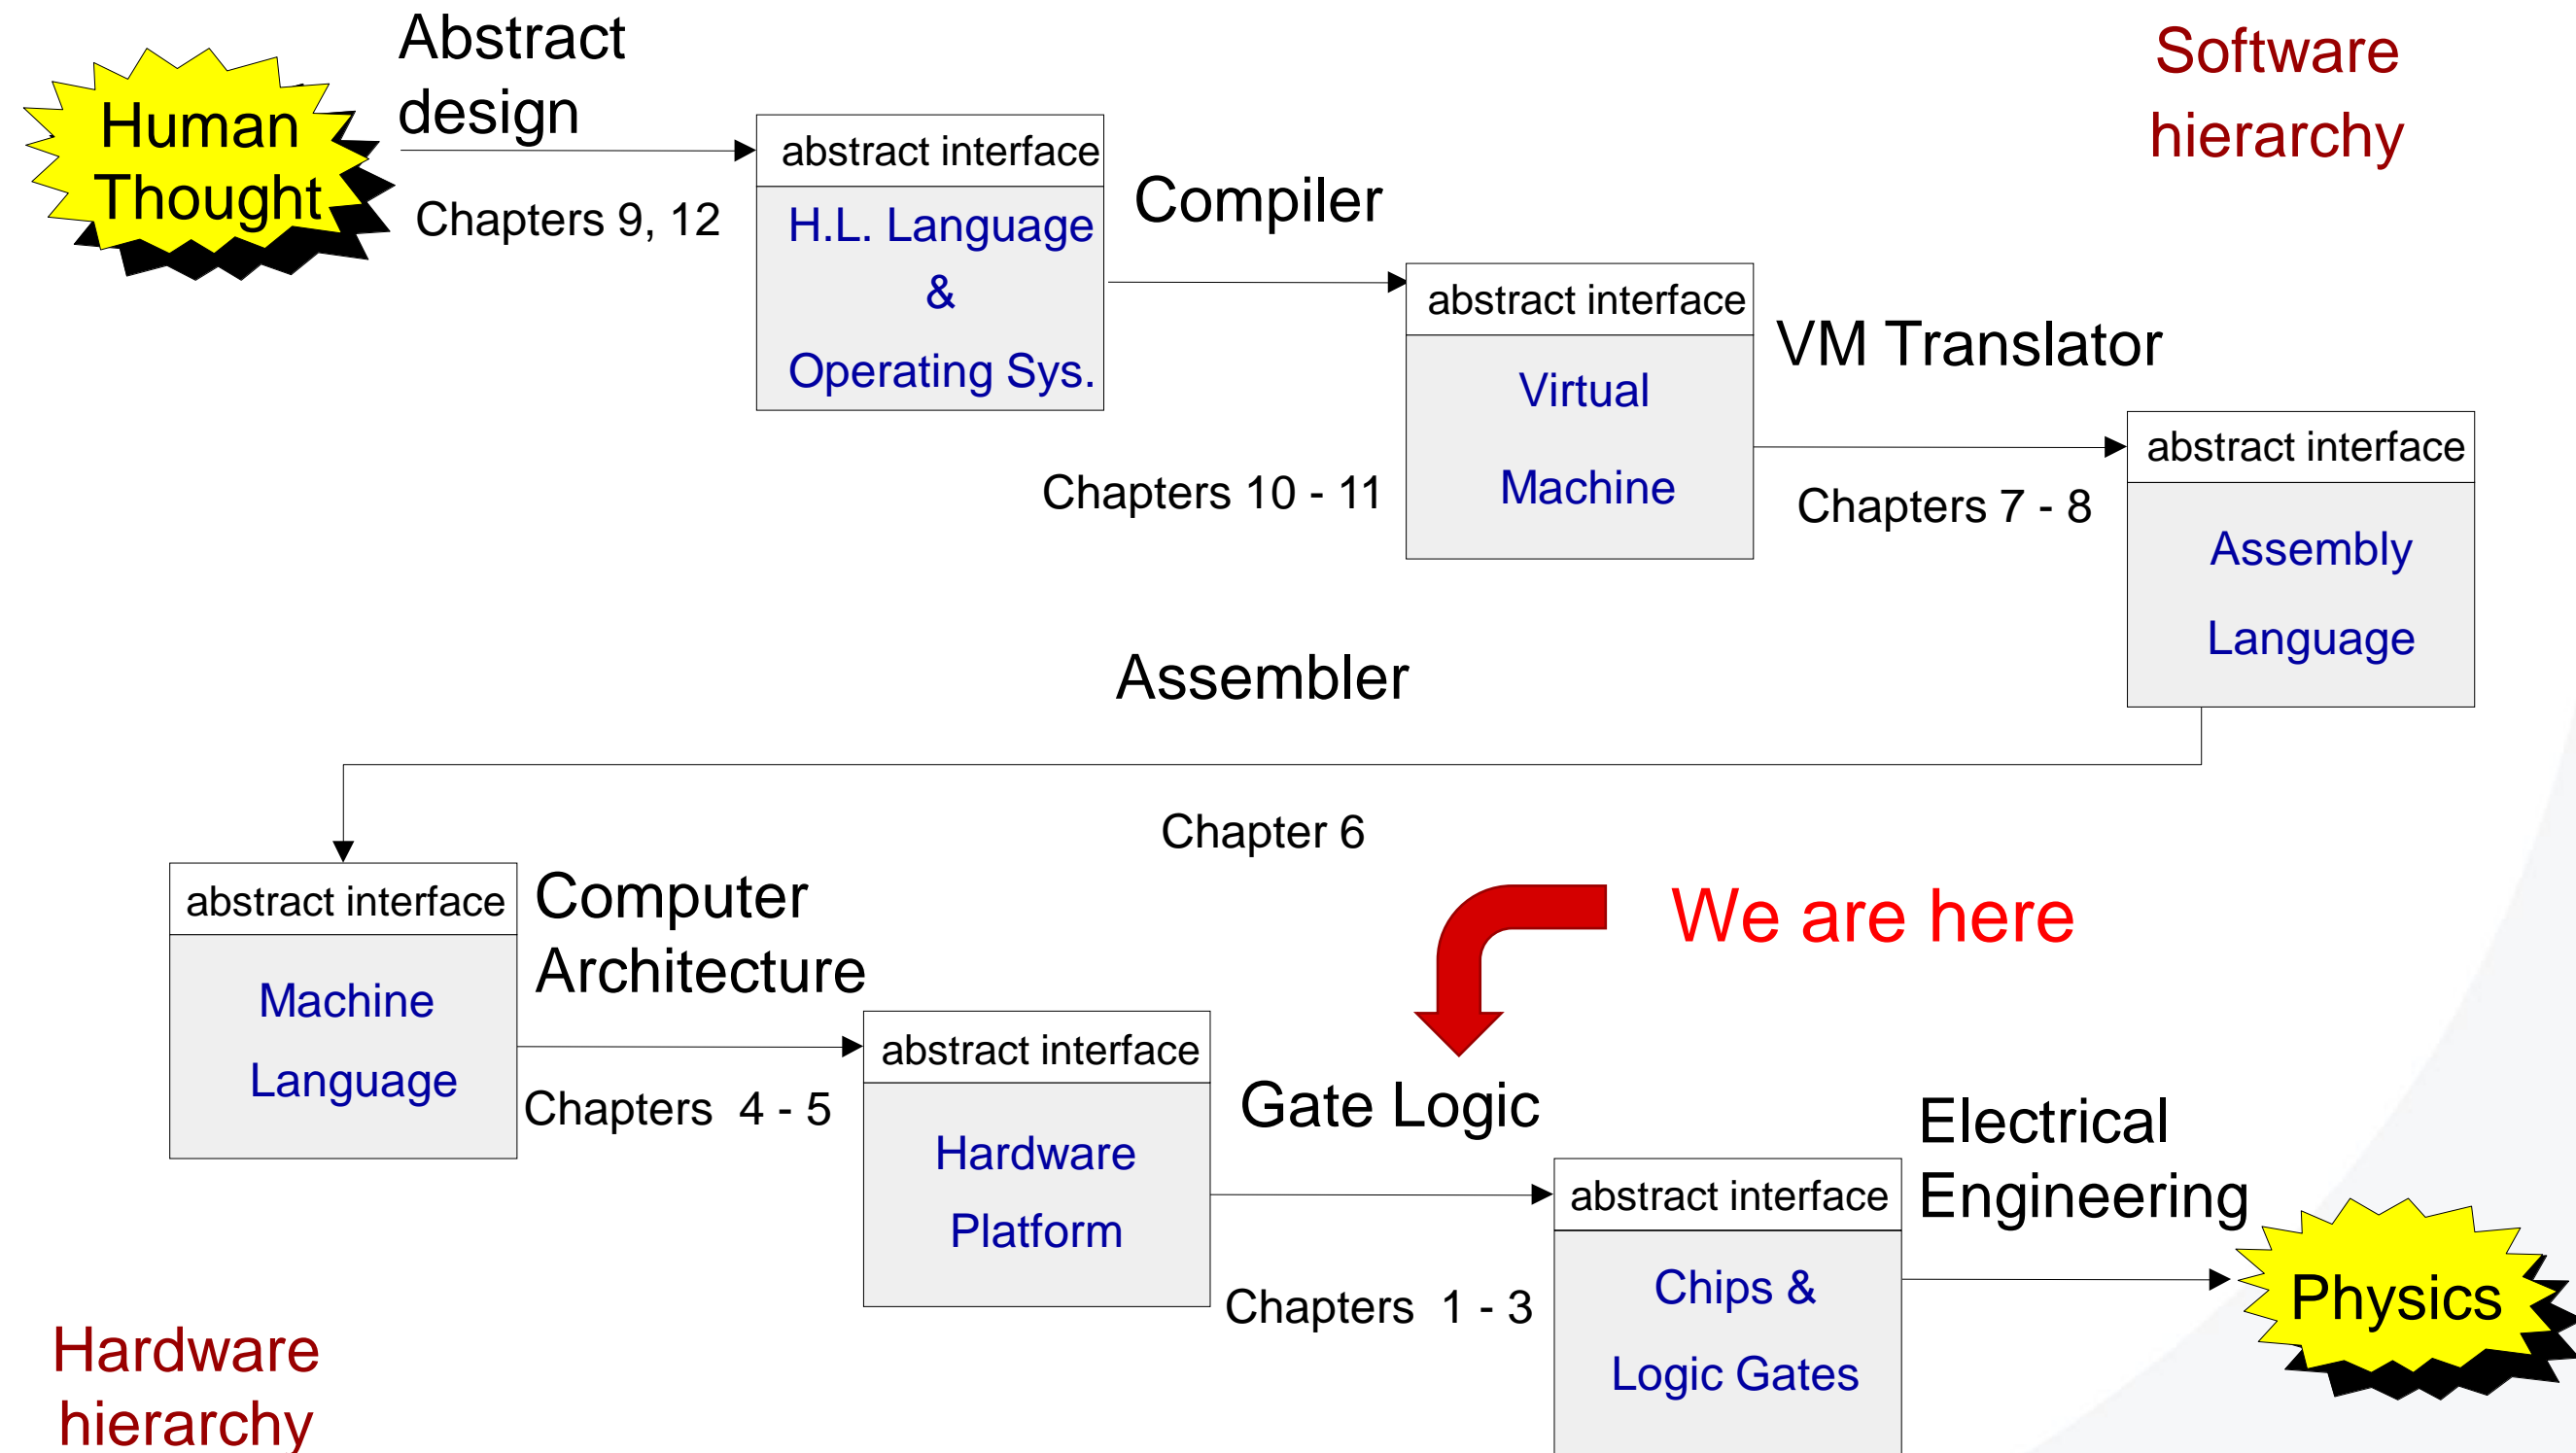 Abstract
design
Software
hierarchy
Human
Thought
abstract interface
Chapters 9, 12
H.L. Language
&
Operating Sys.
Compiler
abstract interface
Virtual
Machine
Chapters 10 - 11
VM Translator
abstract interface
Chapters 7 - 8
Assembly
Language
Assembler
Chapter 6
abstract interface
Machine
Language
Computer
Architecture
Chapters 4 - 5
abstract interface
Hardware
Platform
We are here
Gate Logic
Chapters 1 - 3
abstract interface
Chips &
Logic Gates
Electrical
Engineering
Physics
Hardware
hierarchy